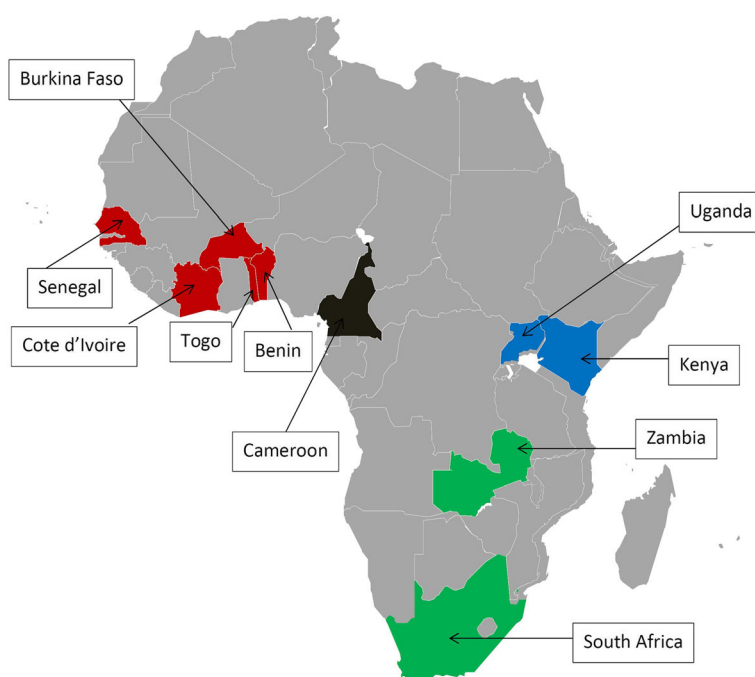 Burkina Faso
Uganda
Senegal
Cote d’Ivoire
Togo
Benin
Kenya
Cameroon
Zambia
South Africa